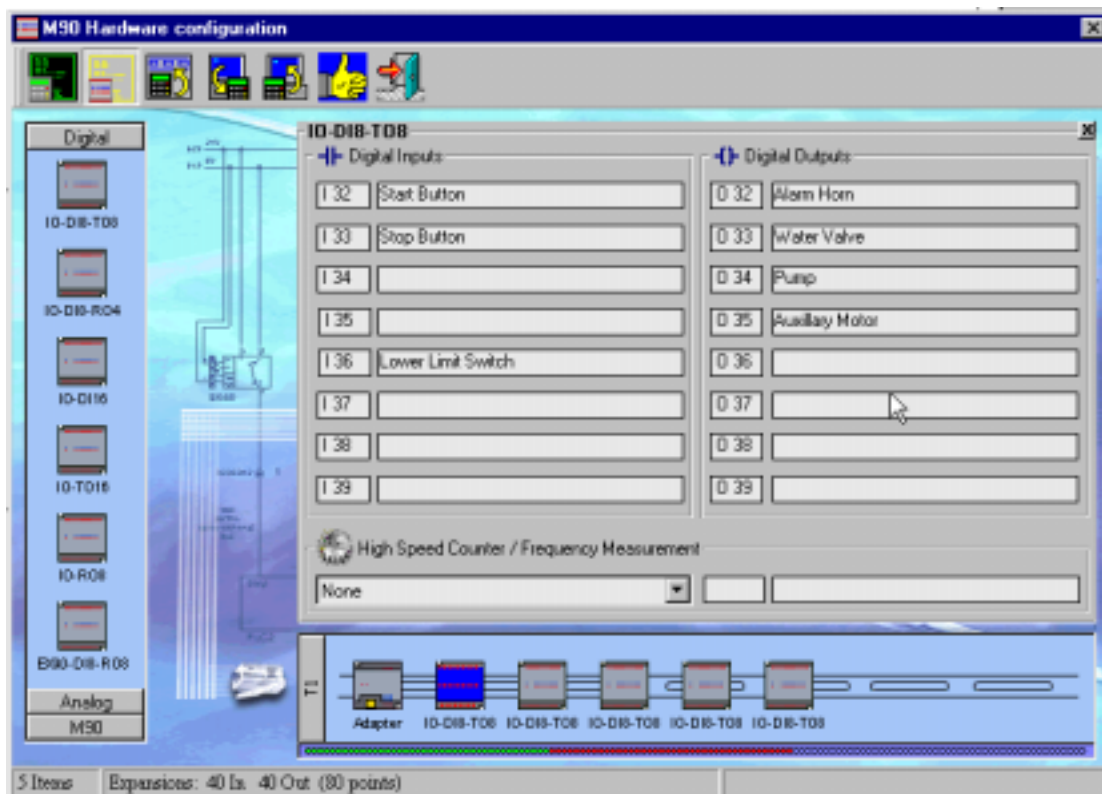 M90 Hardware configuration
Digital
IO-DI8-TO8
IO-DI8-RO4
IO-DI16
IO-TO16
IO-RO8
EX90-DI8-RO8
Analog
M90
IO-DI8-TO8
Digital Inputs
I 32 Start Button
I 33 Stop Button
I 34
I 35
I 36 Lower Limit Switch
I 37
I 38
I 39
Digital Outputs
O 32 Alarm Horn
O 33 Water Valve
O 34 Pump
O 35 Auxillary Motor
O 36
O 37
O 38
O 39
High Speed Counter / Frequency Measurement
None
Adapter IO-DI8-TO8 IO-DI8-TO8 IO-DI8-TO8 IO-DI8-TO8 IO-DI8-TO8
5 Items Expansions: 40 In 40 Out (80 points)